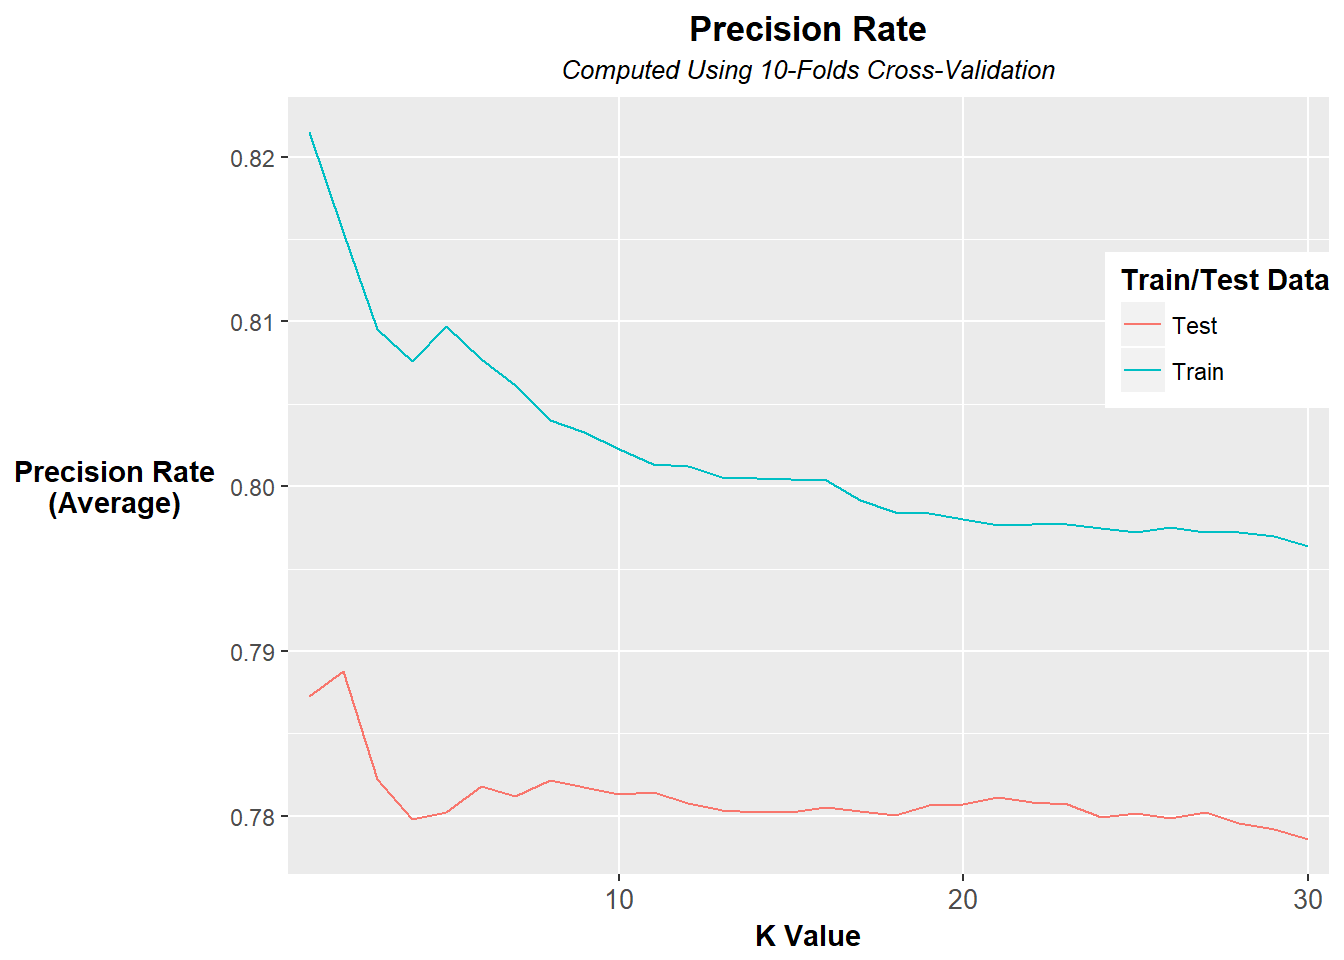 Precision Rate
Computed Using 10-Folds Cross-Validation
0.82
0.81
0.80
0.79
0.78
Precision Rate
(Average)
Train/Test Data
Test
Train
10
20
30
K Value